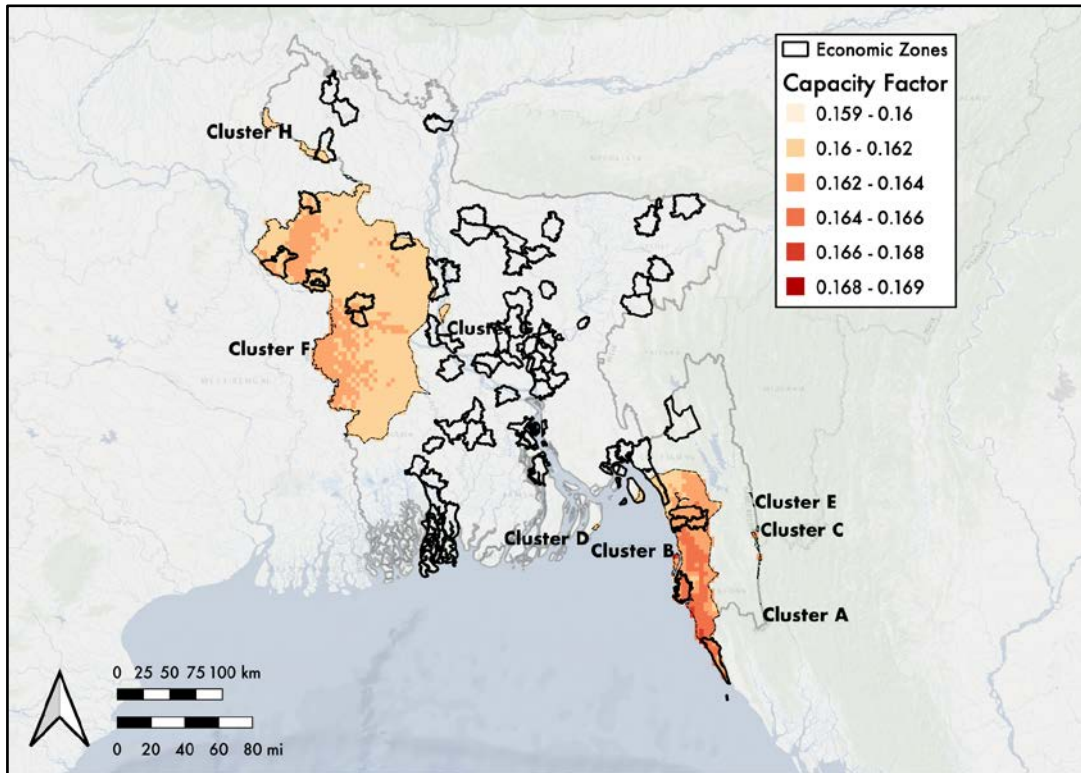 Economic Zones
Capacity Factor
0.159 - 0.16
0.16 - 0.162
0.162 - 0.164
0.164 - 0.166
0.166 - 0.168
0.168 - 0.169
Cluster H
Cluster G
Cluster F
Cluster E
Cluster C
Cluster D
Cluster B
Cluster A
0 25 50 75 100 km
0 20 40 60 80 mi